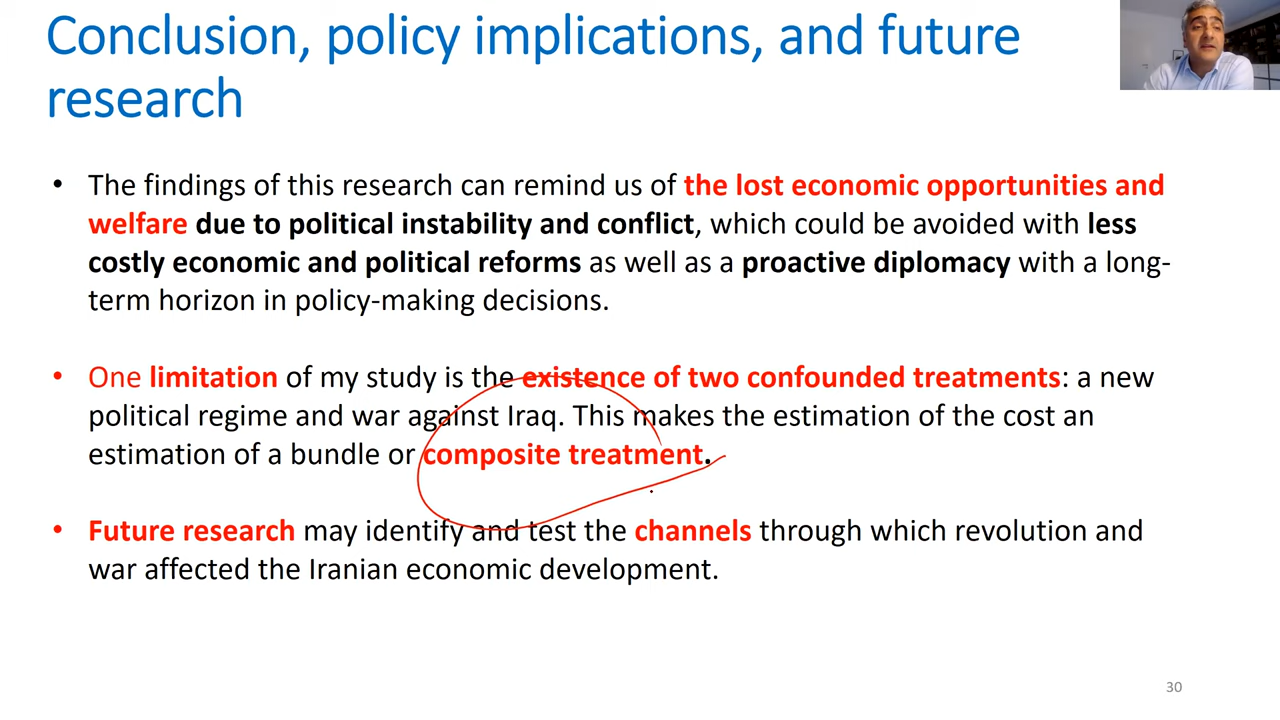 Conclusion, policy implications, and future
research
• The findings of this research can remind us of the lost economic opportunities and
welfare due to political instability and conflict, which could be avoided with less
costly economic and political reforms as well as a proactive diplomacy with a long-
term horizon in policy-making decisions.
• One limitation of my study is the existence of two confounded treatments: a new
political regime and war against Iraq. This makes the estimation of the cost an
estimation of a bundle or composite treatment.
• Future research may identify and test the channels through which revolution and
war affected the Iranian economic development.
30